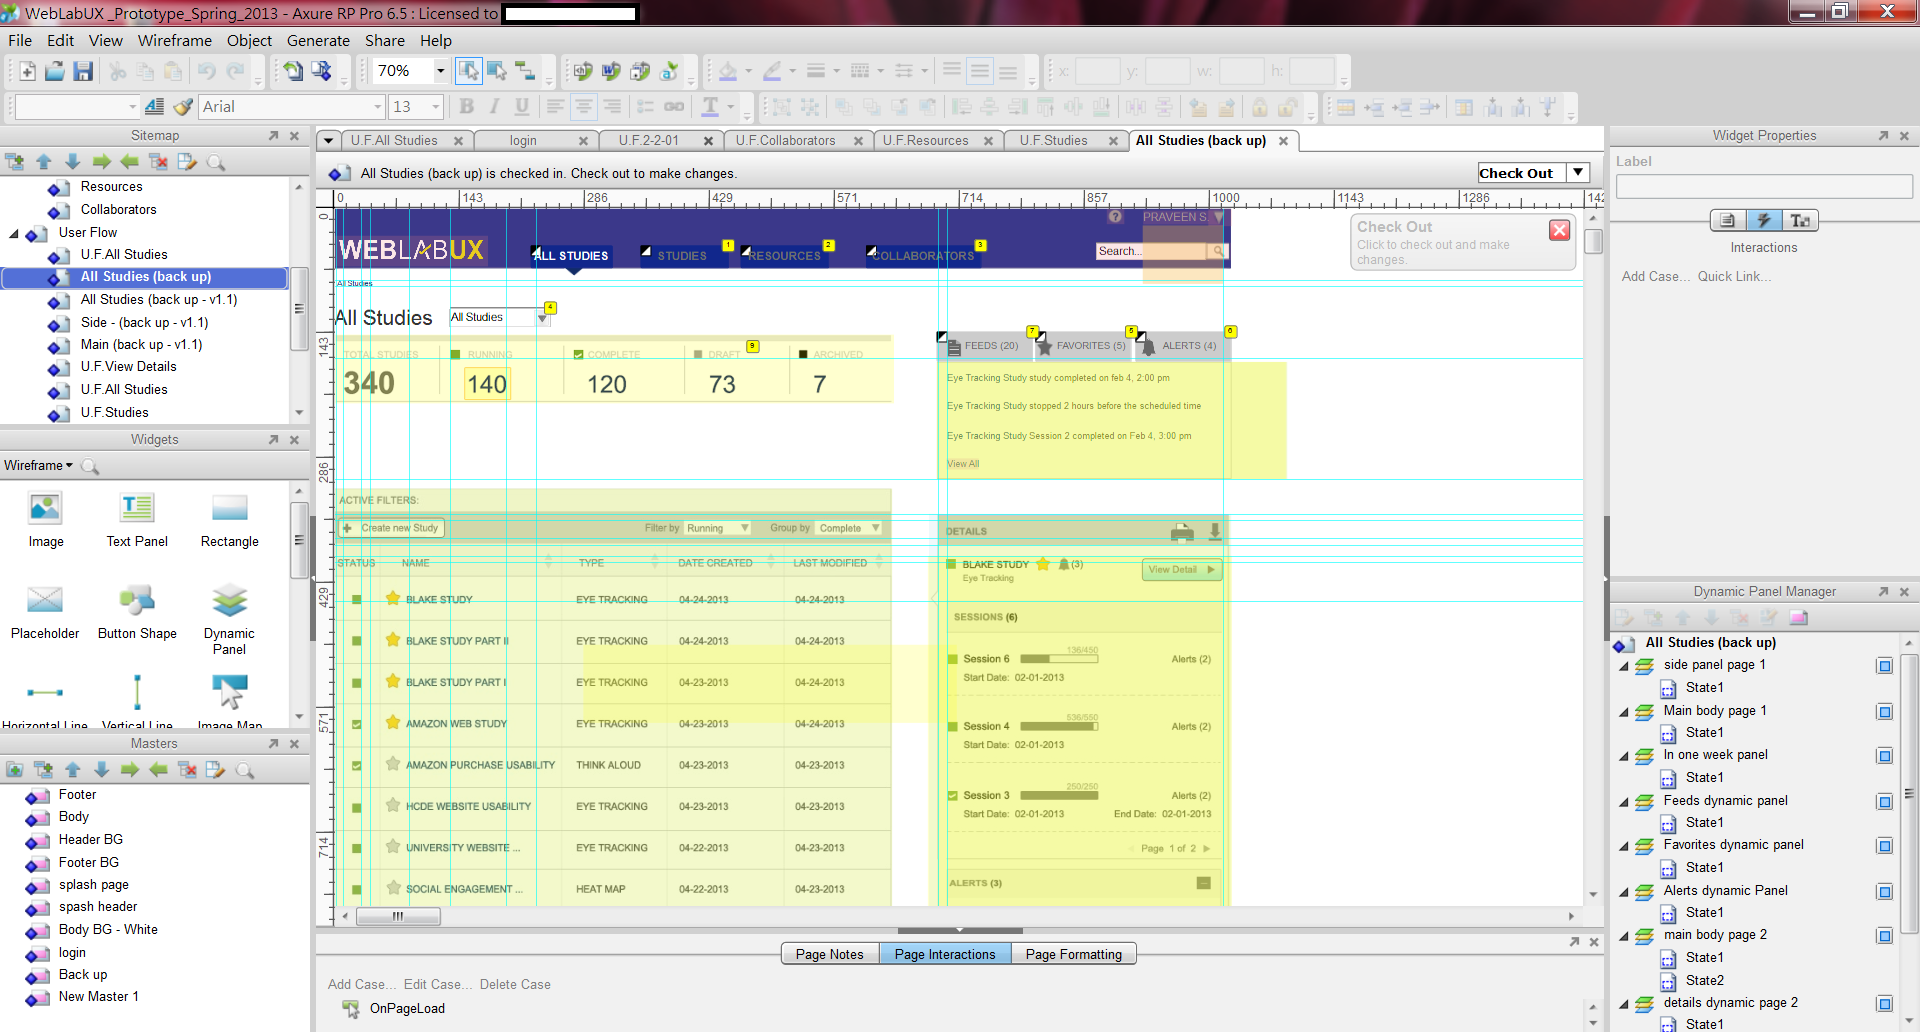 WebLabUX _Prototype_Spring_2013 - Axure RP Pro 6.5 : Licensed to
File Edit View Wireframe Object Generate Share Help
70% x: y: w: h:
Arial 13 B I U T
Sitemap
Resources
Collaborators
User Flow
U.F.All Studies
All Studies (back up)
All Studies (back up - v1.1)
Side - (back up - v1.1)
Main (back up - v1.1)
U.F.View Details
U.F.All Studies
U.F.Studies
Widgets
Wireframe
Image Text Panel Rectangle
Placeholder Button Shape Dynamic Panel
Horizontal Line Vertical Line Image Map
Masters
Footer
Body
Header BG
Footer BG
splash page
spash header
Body BG - White
login
Back up
New Master 1
U.F.All Studies login U.F.2-2-01 U.F.Collaborators U.F.Resources U.F.Studies All Studies (back up)
All Studies (back up) is checked in. Check out to make changes. Check Out
0 143 286 429 571 714 857 1000 1143 1286 142
0 143 286 429 571 714
? PRAVEEN S.
WEBLABUX ALL STUDIES STUDIES 1 RESOURCES 2 COLLABORATORS 3 Search...
Check Out
Click to check out and make changes.
All Studies
All Studies All Studies 4
TOTAL STUDIES RUNNING COMPLETE DRAFT 9 ARCHIVED
340 140 120 73 7
FEEDS (20) 7 FAVORITES (5) 5 ALERTS (4) 6
Eye Tracking Study study completed on feb 4, 2:00 pm
Eye Tracking Study stopped 2 hours before the scheduled time
Eye Tracking Study Session 2 completed on Feb 4, 3:00 pm
View All
ACTIVE FILTERS:
+ Create new Study Filter by Running Group by Complete
STATUS NAME TYPE DATE CREATED LAST MODIFIED
BLAKE STUDY EYE TRACKING 04-24-2013 04-24-2013
BLAKE STUDY PART II EYE TRACKING 04-24-2013 04-24-2013
BLAKE STUDY PART I EYE TRACKING 04-23-2013 04-24-2013
AMAZON WEB STUDY EYE TRACKING 04-23-2013 04-23-2013
AMAZON PURCHASE USABILITY THINK ALOUD 04-23-2013 04-23-2013
HCDE WEBSITE USABILITY EYE TRACKING 04-23-2013 04-23-2013
UNIVERSITY WEBSITE ... EYE TRACKING 04-22-2013 04-23-2013
SOCIAL ENGAGEMENT ... HEAT MAP 04-22-2013 04-23-2013
DETAILS
BLAKE STUDY (3) View Detail
Eye Tracking
SESSIONS (6)
136/450
Session 6 Alerts (2)
Start Date: 02-01-2013
536/550
Session 4 Alerts (2)
Start Date: 02-01-2013
250/250
Session 3 Alerts (2)
Start Date: 02-01-2013 End Date: 02-01-2013
Page 1 of 2
ALERTS (3)
Page Notes Page Interactions Page Formatting
Add Case... Edit Case... Delete Case
OnPageLoad
Widget Properties
Label
Interactions
Add Case... Quick Link...
Dynamic Panel Manager
All Studies (back up)
side panel page 1
State1
Main body page 1
State1
In one week panel
State1
Feeds dynamic panel
State1
Favorites dynamic panel
State1
Alerts dynamic Panel
State1
main body page 2
State1
State2
details dynamic page 2
State1